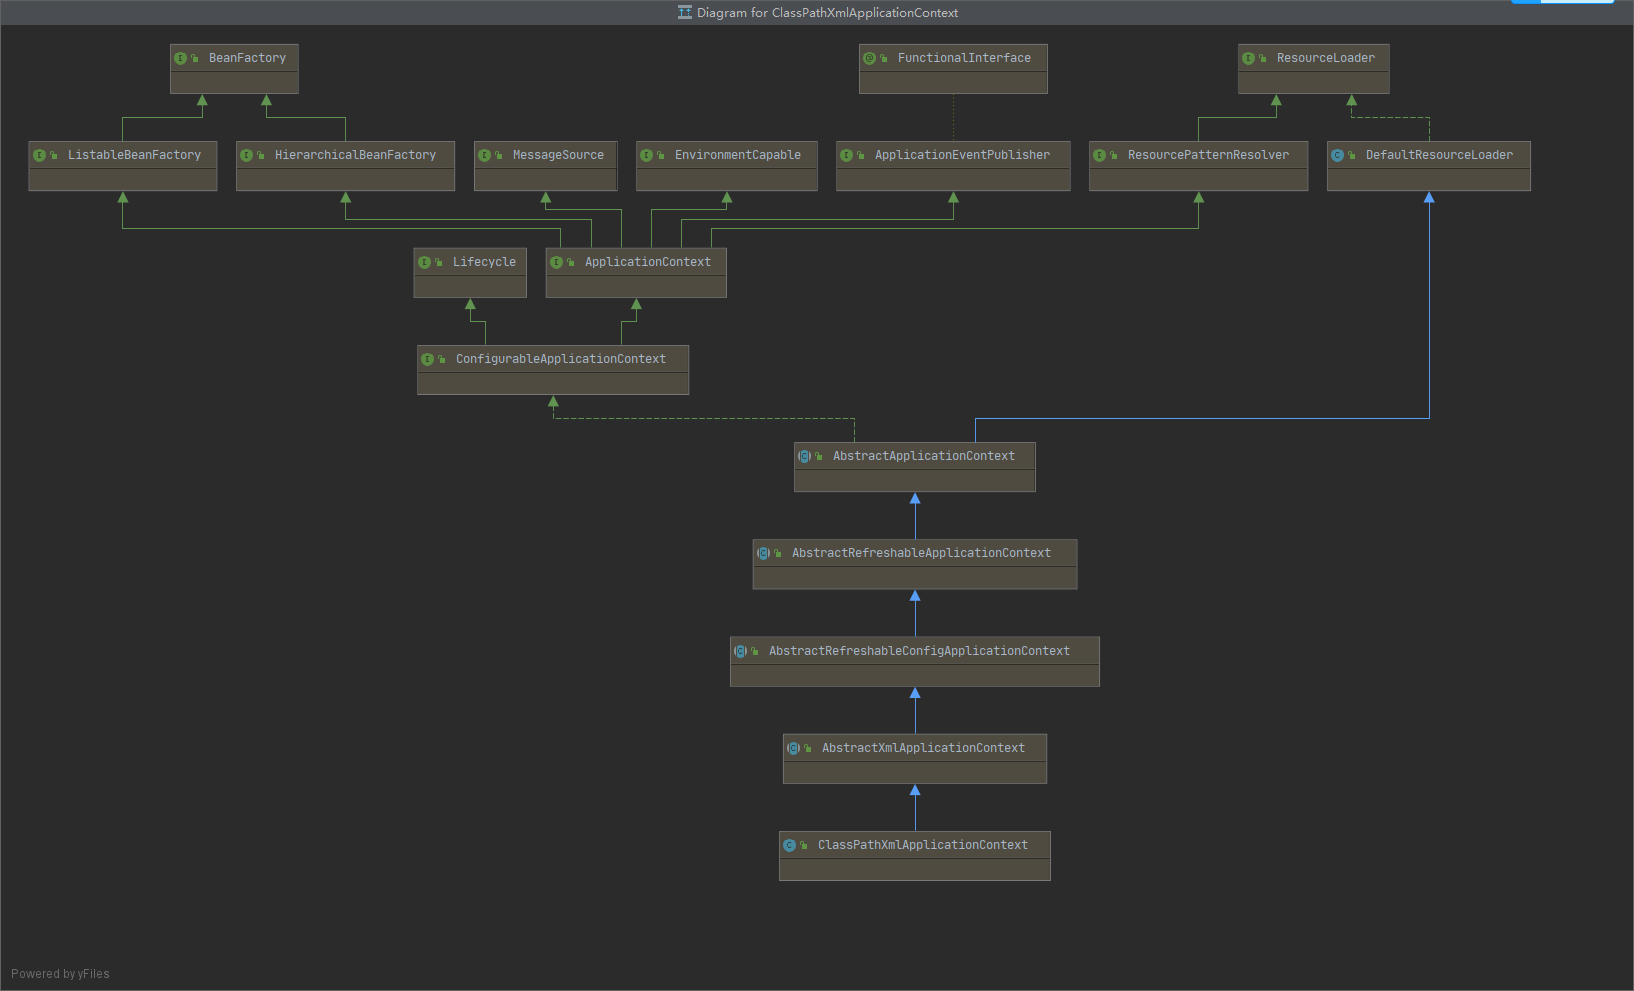 Diagram for ClassPathXmlApplicationContext
BeanFactory
FunctionalInterface
ResourceLoader
ListableBeanFactory
HierarchicalBeanFactory
MessageSource
EnvironmentCapable
ApplicationEventPublisher
ResourcePatternResolver
DefaultResourceLoader
Lifecycle
ApplicationContext
ConfigurableApplicationContext
AbstractApplicationContext
AbstractRefreshableApplicationContext
AbstractRefreshableConfigApplicationContext
AbstractXmlApplicationContext
ClassPathXmlApplicationContext
Powered by yFiles